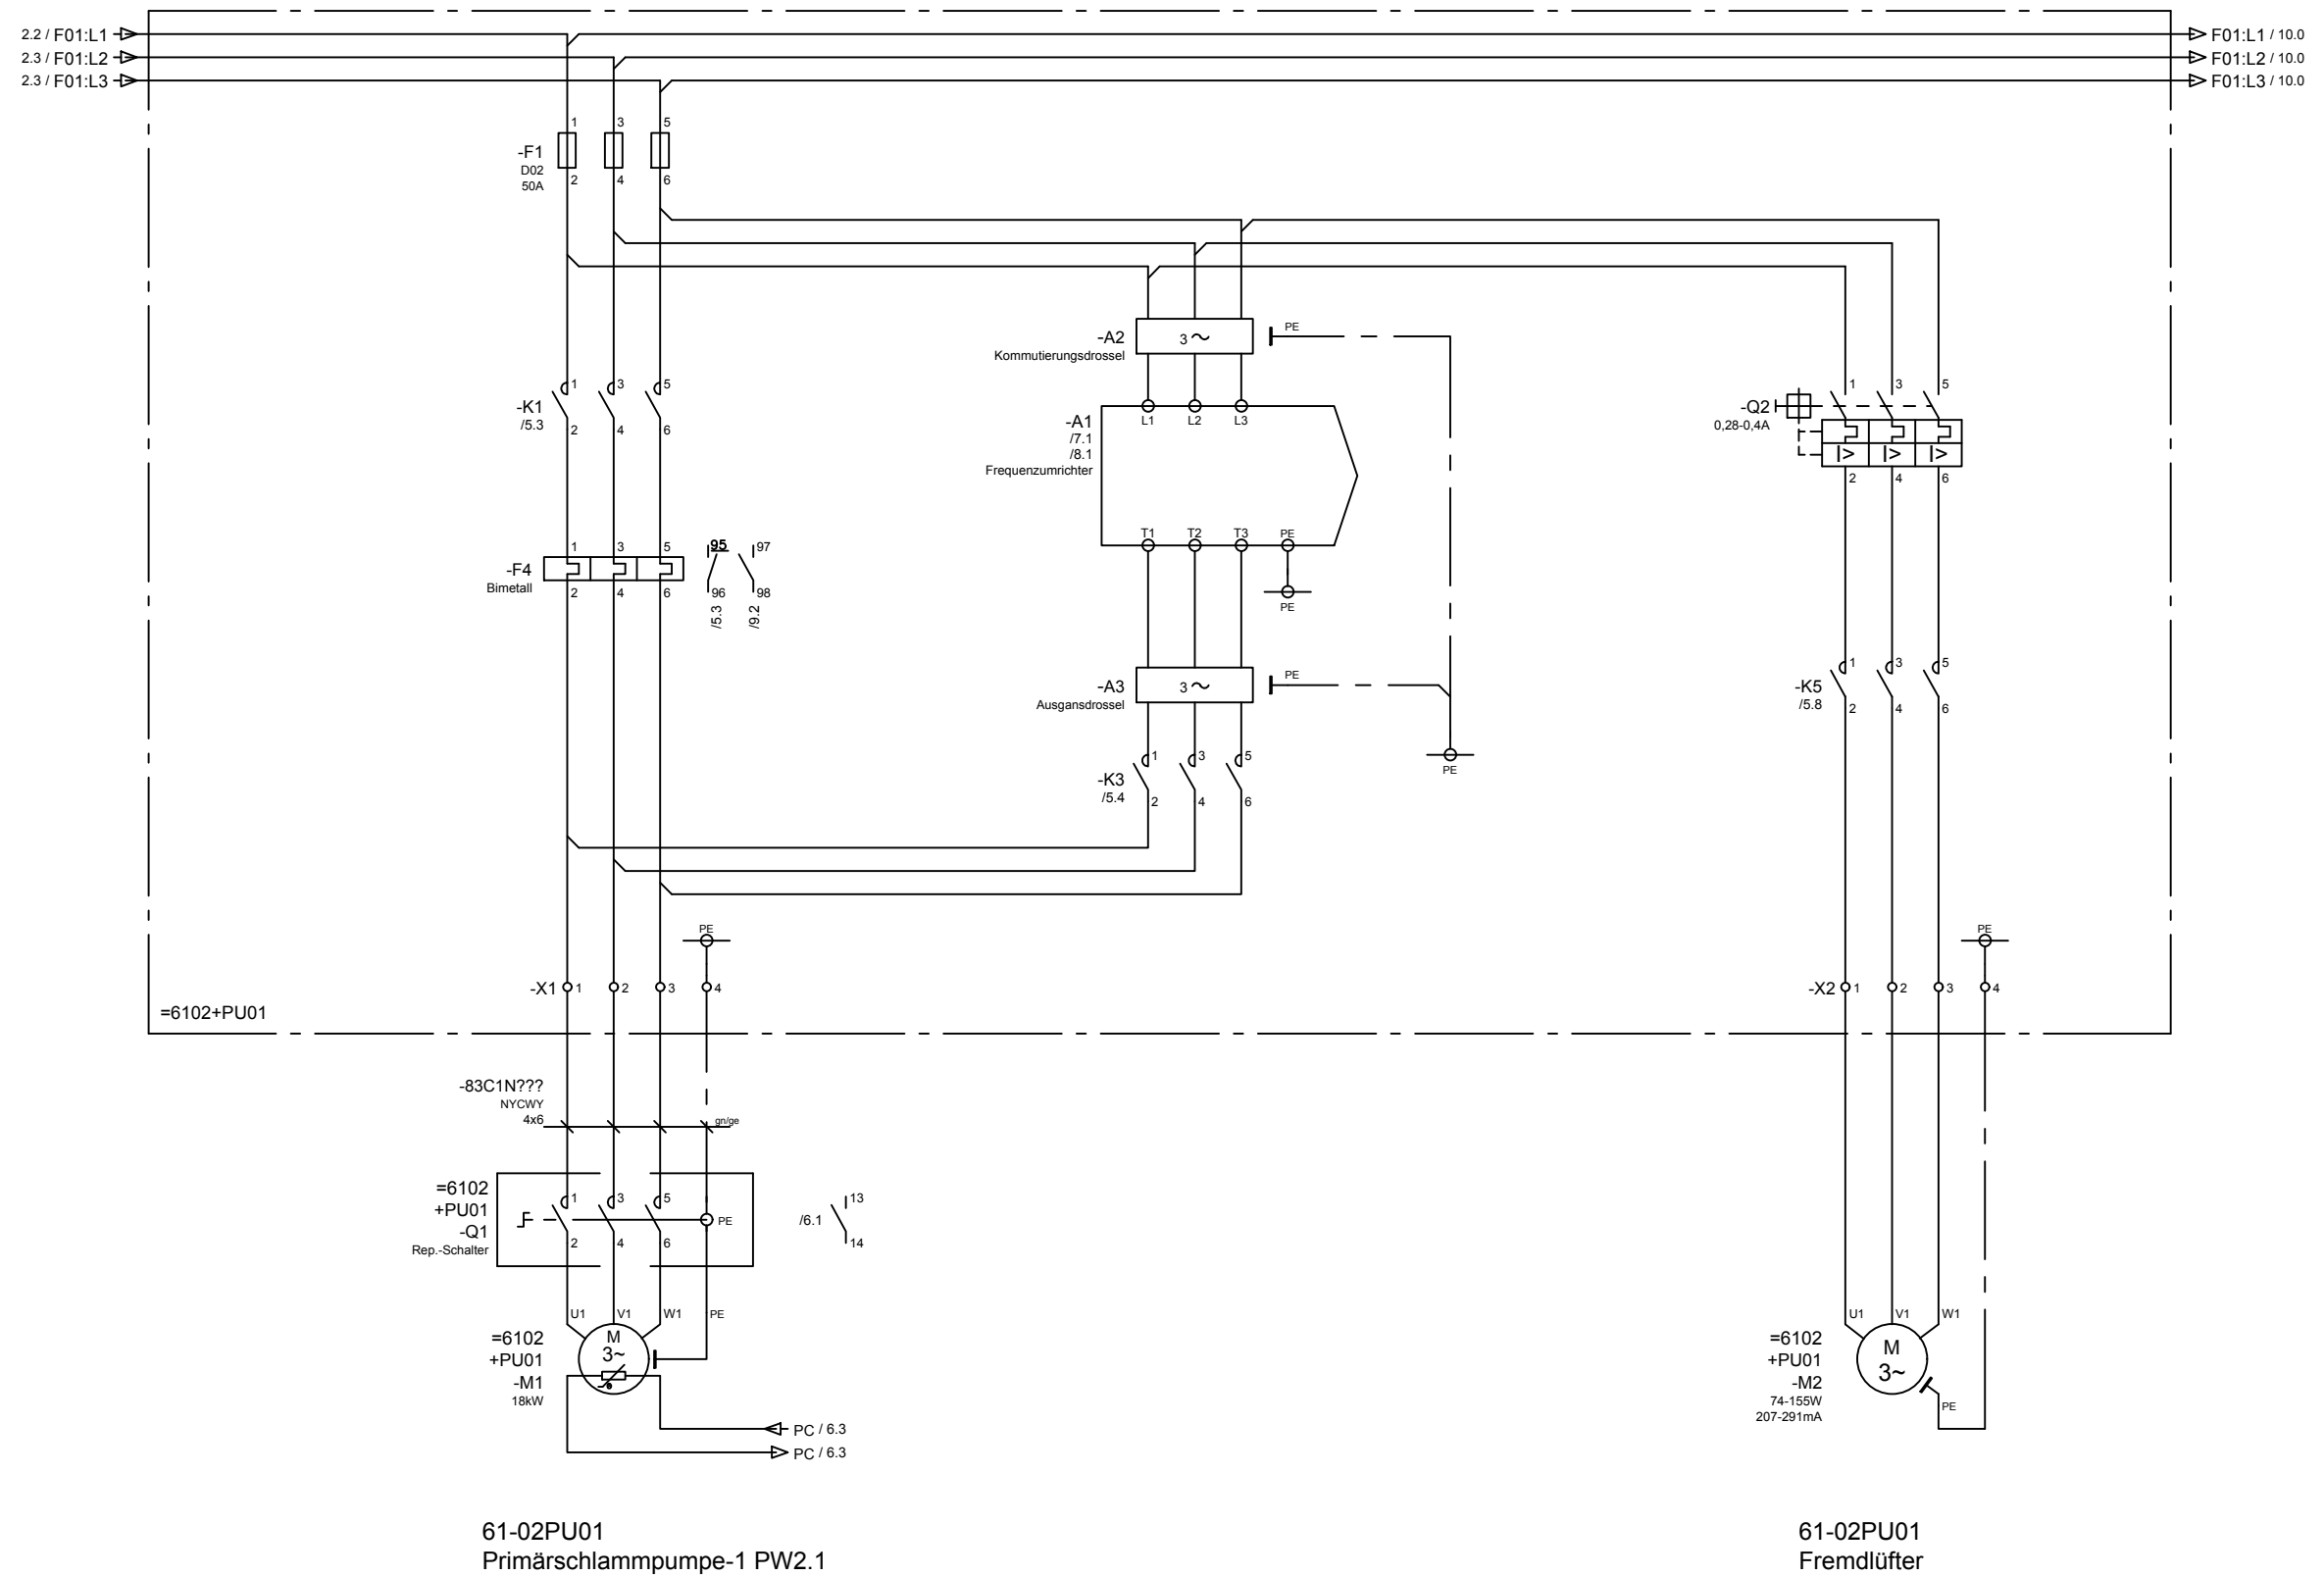 2.2 / F01:L1
F01:L1 / 10.0
2.3 / F01:L2
F01:L2 / 10.0
2.3 / F01:L3
F01:L3 / 10.0
1 3 5
-F1
D02
50A
2 4 6
-A2
3
PE
Kommutierungsdrossel
1 3 5
-K1
/5.3
2 4 6
-A1
/7.1
/8.1
Frequenzumrichter
L1 L2 L3
T1 T2 T3 PE
PE
1 3 5
-Q2
0,28-0,4A
I> I> I>
2 4 6
1 3 5
-F4
Bimetall
2 4 6
95 97
96 98
/5.3 /9.2
-A3
3
PE
Ausgansdrossel
1 3 5
-K3
/5.4
2 4 6
PE
1 3 5
-K5
/5.8
2 4 6
PE
-X1 1 2 3 4
PE
-X2 1 2 3 4
=6102+PU01
-83C1N???
NYCWY
4x6
gn/ge
=6102
+PU01
-Q1
Rep.-Schalter
1 3 5
PE
2 4 6
/6.1
13
14
U1 V1 W1 PE
=6102
+PU01
-M1
18kW
M
3~
PC / 6.3
PC / 6.3
U1 V1 W1
=6102
+PU01
-M2
74-155W
207-291mA
M
3~
PE
61-02PU01
Primärschlammpumpe-1 PW2.1
61-02PU01
Fremdlüfter